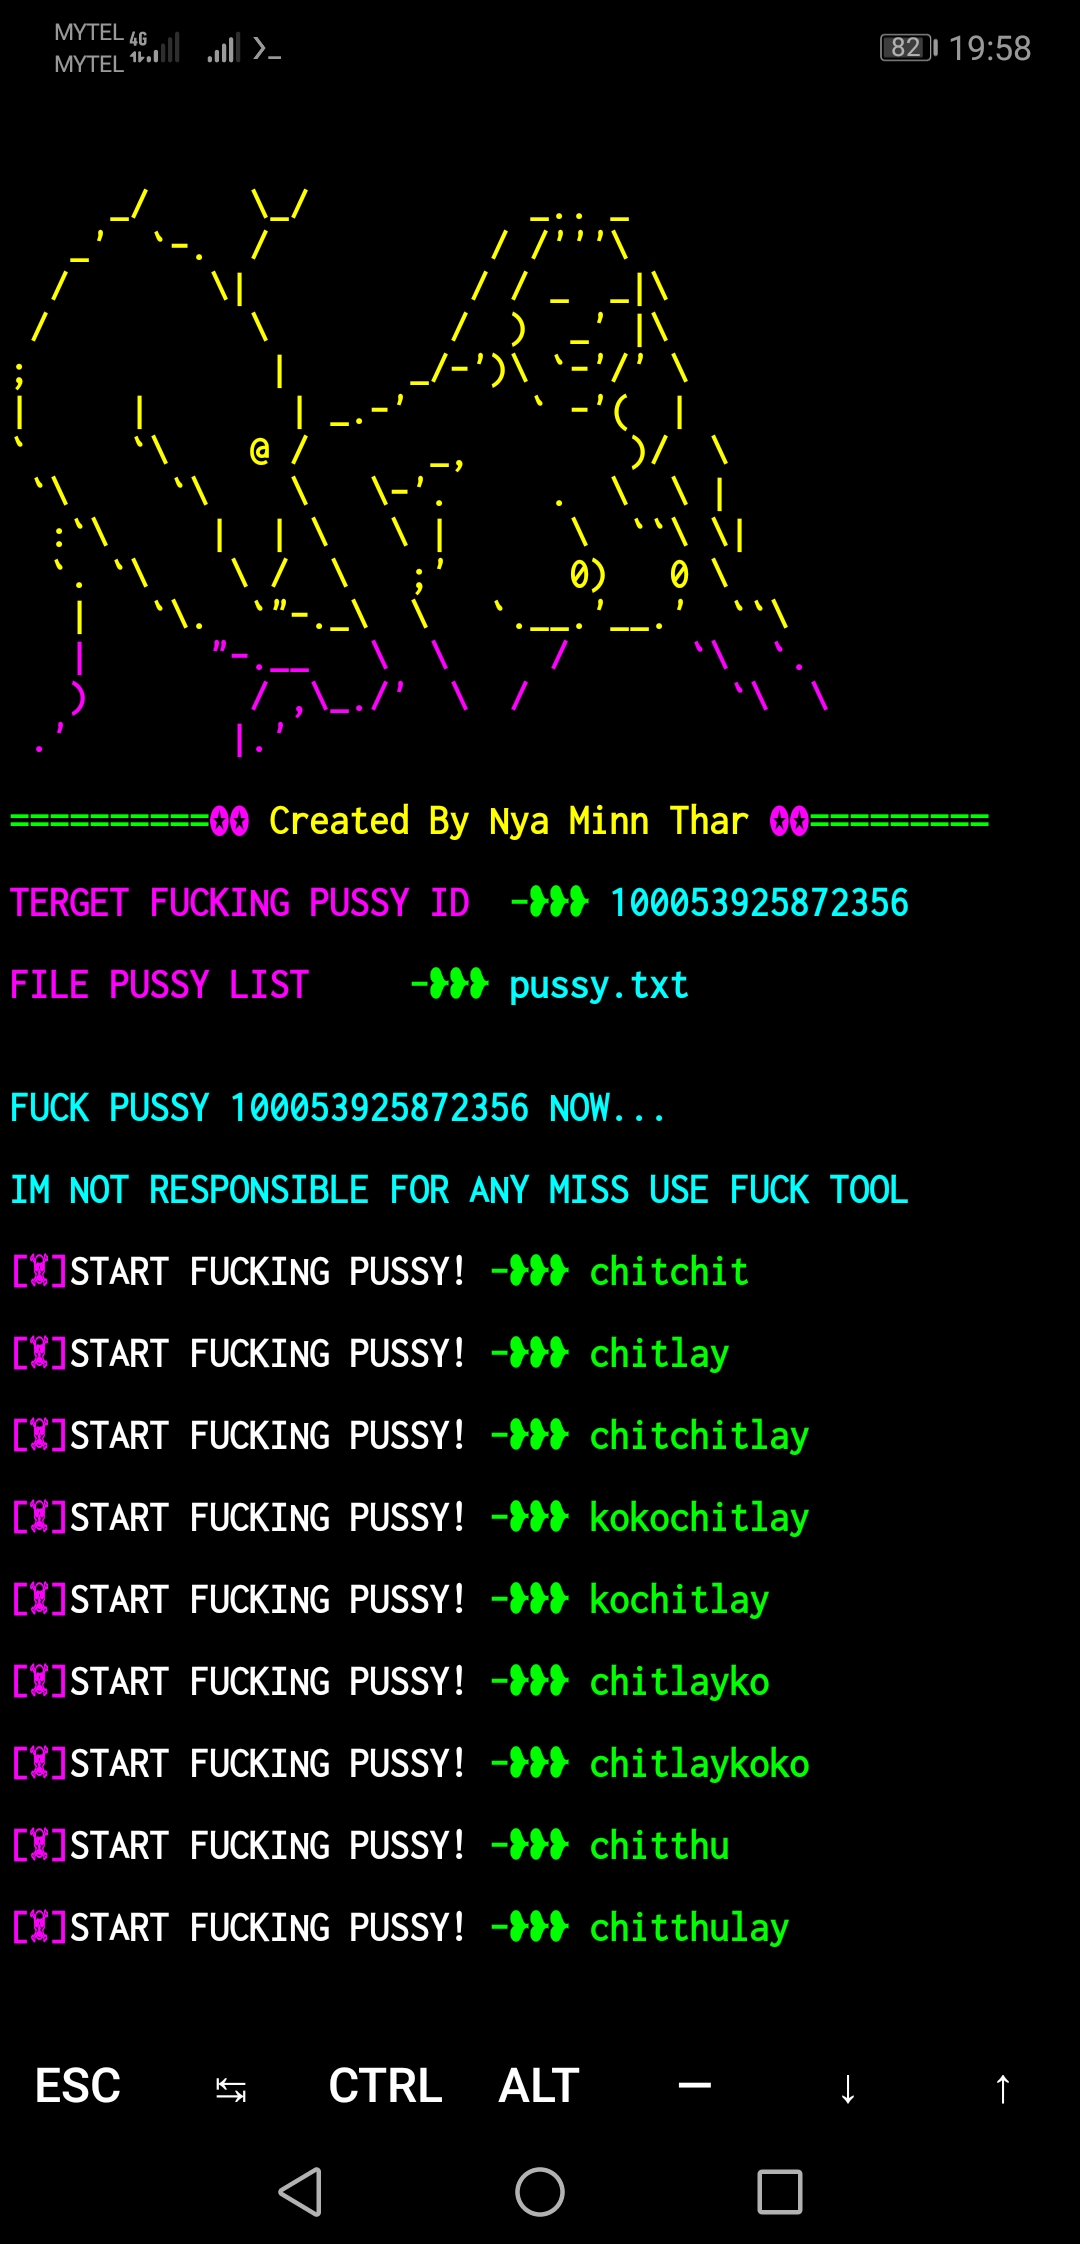 MYTEL 4G
MYTEL
82 19:58
==========✪✪ Created By Nya Minn Thar ✪✪=========
TERGET FUCKING PUSSY ID -❥❥❥ 100053925872356
FILE PUSSY LIST -❥❥❥ pussy.txt
FUCK PUSSY 100053925872356 NOW...
IM NOT RESPONSIBLE FOR ANY MISS USE FUCK TOOL
[☠]START FUCKING PUSSY! -❥❥❥ chitchit
[☠]START FUCKING PUSSY! -❥❥❥ chitlay
[☠]START FUCKING PUSSY! -❥❥❥ chitchitlay
[☠]START FUCKING PUSSY! -❥❥❥ kokochitlay
[☠]START FUCKING PUSSY! -❥❥❥ kochitlay
[☠]START FUCKING PUSSY! -❥❥❥ chitlayko
[☠]START FUCKING PUSSY! -❥❥❥ chitlaykoko
[☠]START FUCKING PUSSY! -❥❥❥ chitthu
[☠]START FUCKING PUSSY! -❥❥❥ chitthulay
ESC ↹ CTRL ALT – ↓ ↑